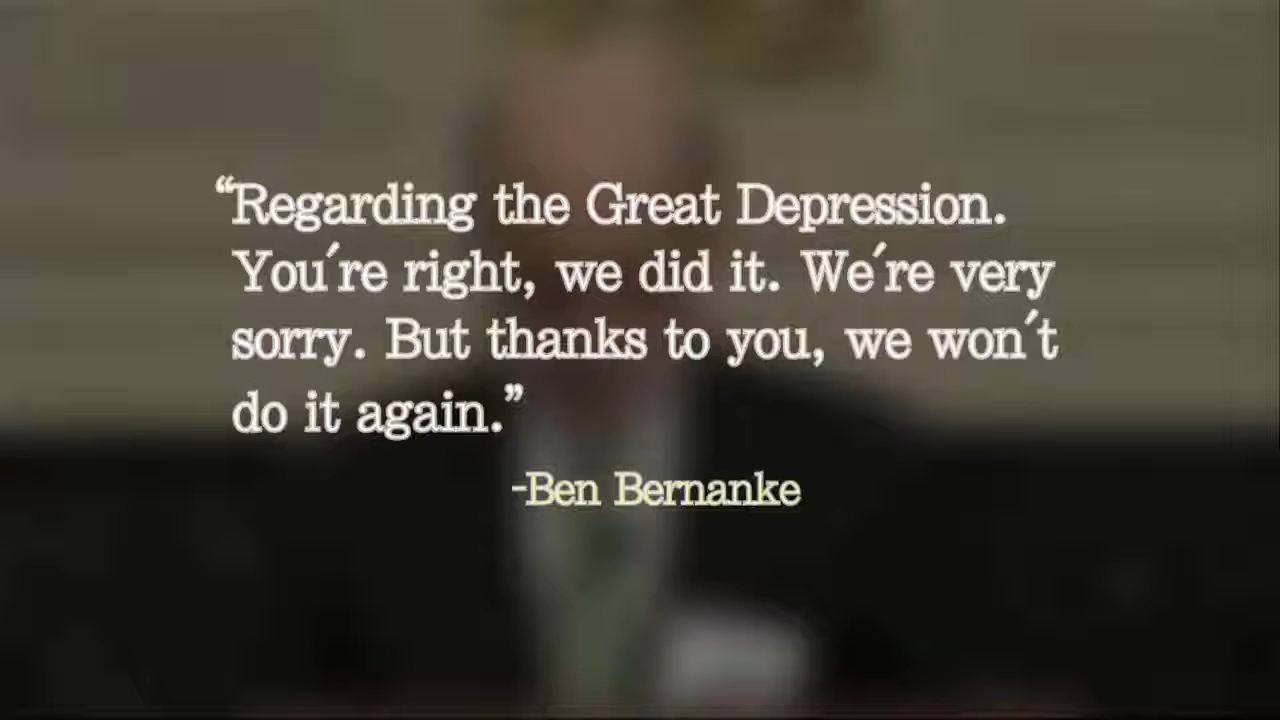 “Regarding the Great Depression.
You´re right, we did it. We´re very
sorry. But thanks to you, we won´t
do it again.”
-Ben Bernanke